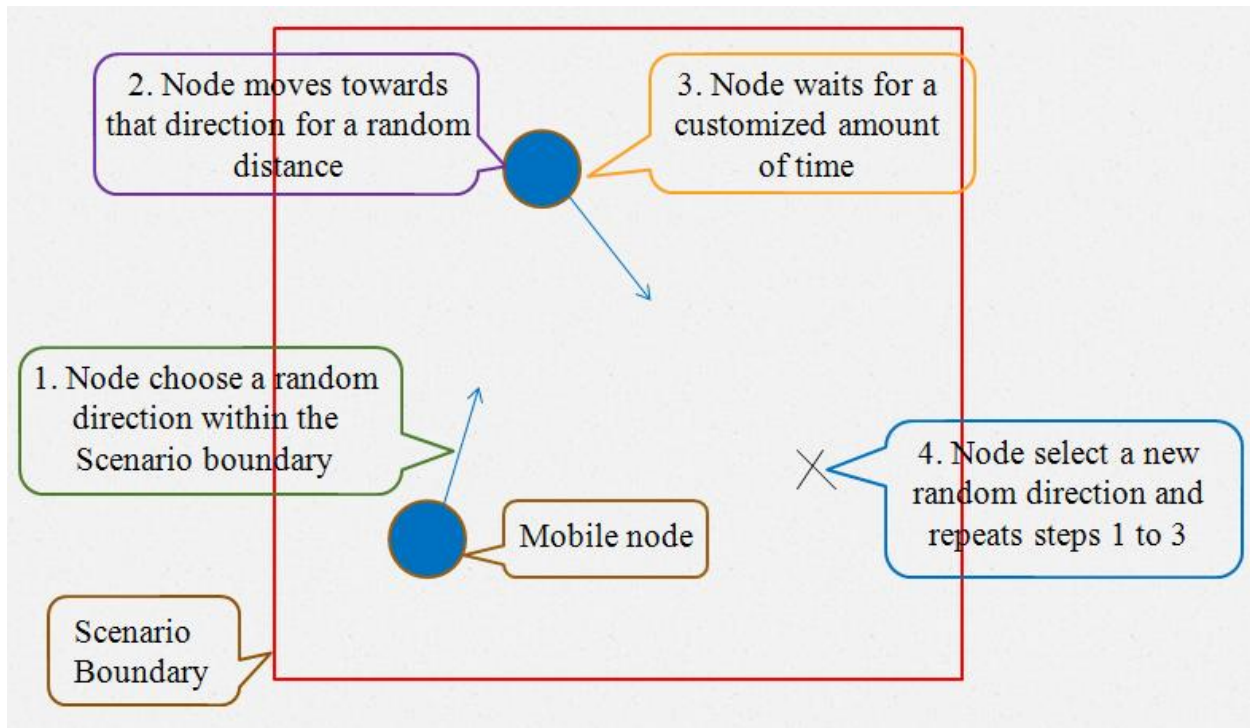 2. Node moves towards
that direction for a random
distance
3. Node waits for a
customized amount
of time
1. Node choose a random
direction within the
Scenario boundary
4. Node select a new
random direction and
repeats steps 1 to 3
Mobile node
Scenario
Boundary